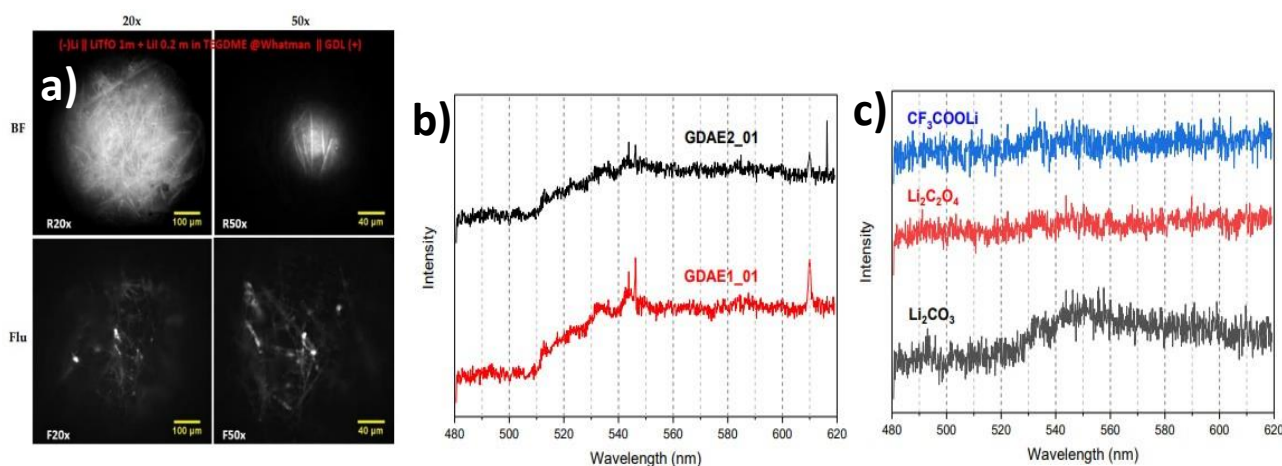 20x 50x
(-)Li || LiTfO 1m + LiI 0.2 m in TEGDME @Whatman || GDL (+)
a)
BF
R20x
100 µm
R50x
40 µm
Flu
F20x
100 µm
F50x
40 µm
b)
GDAE2_01
GDAE1_01
Intensity
480 500 520 540 560 580 600 620
Wavelength (nm)
c)
CF₃COOLi
Li₂C₂O₄
Li₂CO₃
Intensity
480 500 520 540 560 580 600 620
Wavelength (nm)